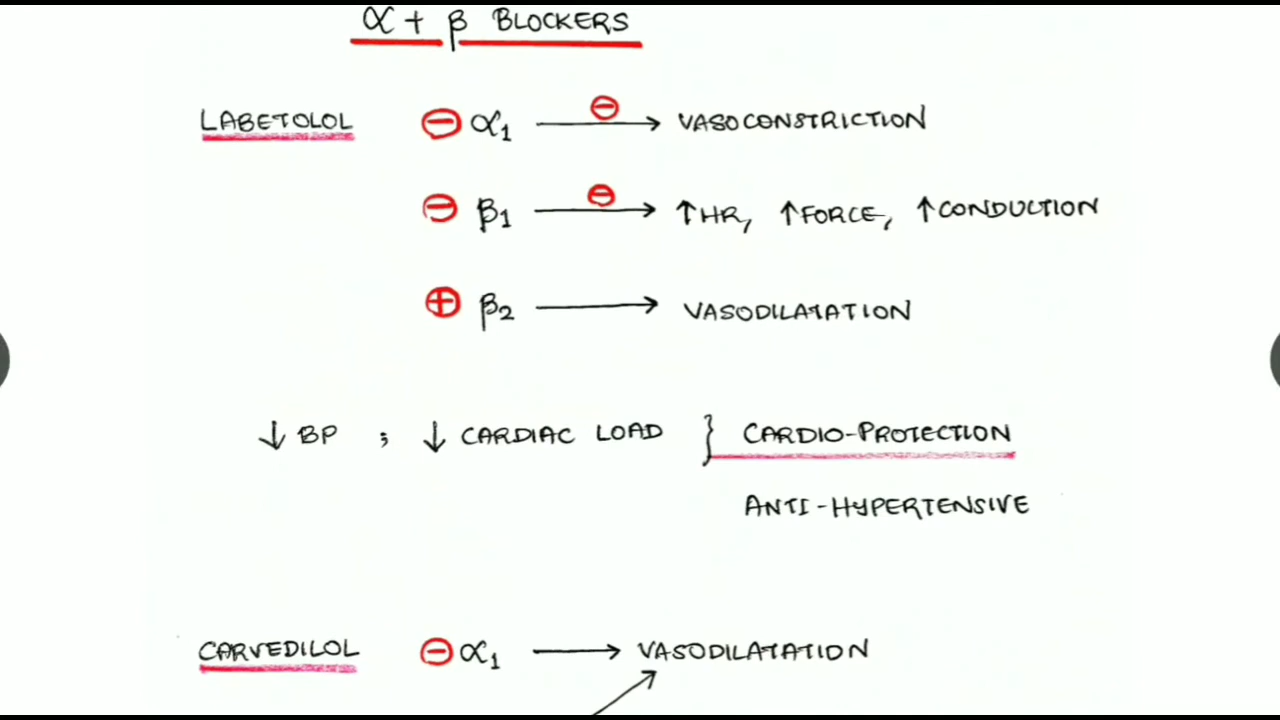 α + β BLOCKERS
LABETOLOL ⊖ α1 ⊖→ VASOCONSTRICTION
⊖ β1 ⊖→ ↑HR, ↑FORCE, ↑CONDUCTION
⊕ β2 → VASODILATATION
↓ BP ; ↓ CARDIAC LOAD } CARDIO-PROTECTION
ANTI-HYPERTENSIVE
CARVEDILOL ⊖ α1 → VASODILATATION